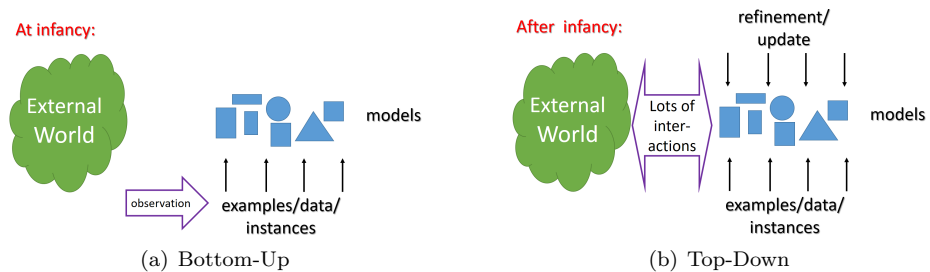 At infancy:
External
World
models
observation
examples/data/
instances
(a) Bottom-Up
After infancy:
refinement/
update
External
World
Lots of
inter-
actions
models
examples/data/
instances
(b) Top-Down